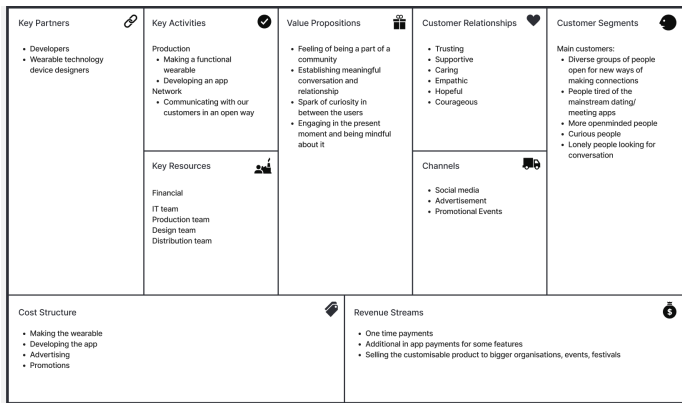 Key Partners
• Developers
• Wearable technology
device designers
Key Activities
Production
• Making a functional
wearable
• Developing an app
Network
• Communicating with our
customers in an open way
Key Resources
Financial
IT team
Production team
Design team
Distribution team
Value Propositions
• Feeling of being a part of a
community
• Establishing meaningful
conversation and
relationship
• Spark of curiosity in
between the users
• Engaging in the present
moment and being mindful
about it
Customer Relationships
• Trusting
• Supportive
• Caring
• Empathic
• Hopeful
• Courageous
Channels
• Social media
• Advertisement
• Promotional Events
Customer Segments
Main customers:
• Diverse groups of people
open for new ways of
making connections
• People tired of the
mainstream dating/
meeting apps
• More openminded people
• Curious people
• Lonely people looking for
conversation
Cost Structure
• Making the wearable
• Developing the app
• Advertising
• Promotions
Revenue Streams
$
• One time payments
• Additional in app payments for some features
• Selling the customisable product to bigger organisations, events, festivals